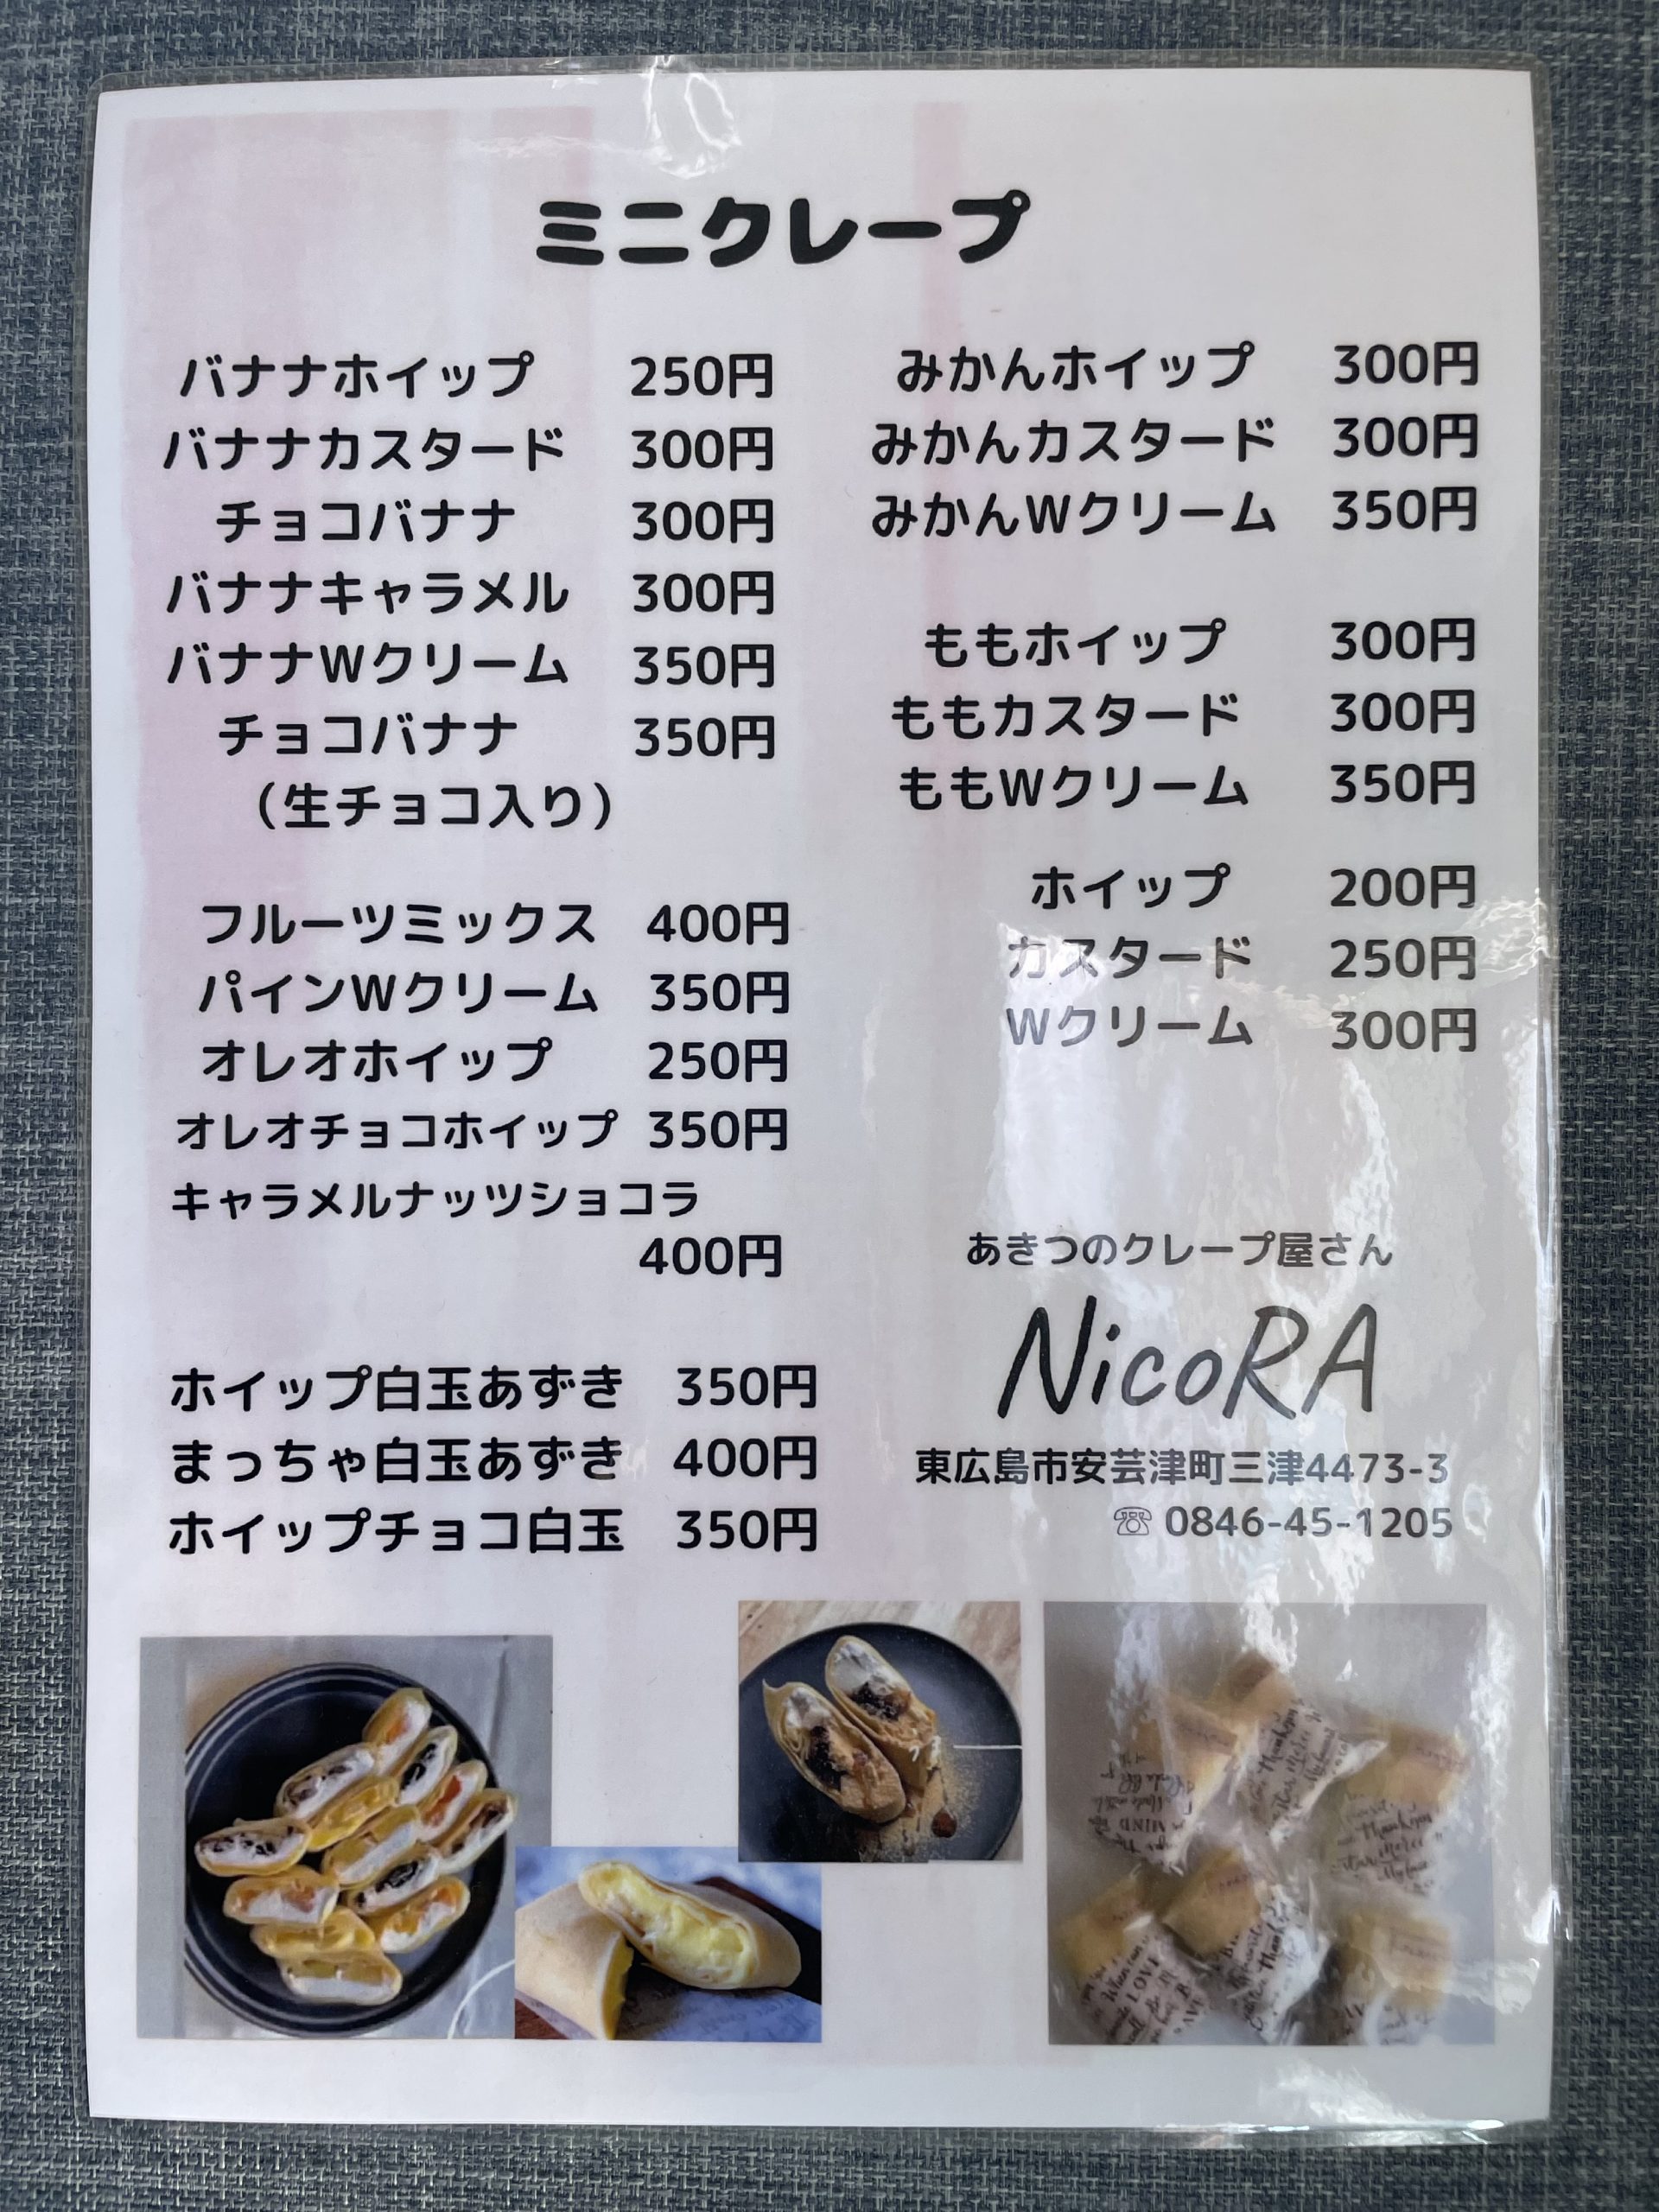 ミニクレープ
バナナホイップ 250円
バナナカスタード 300円
チョコバナナ 300円
バナナキャラメル 300円
バナナWクリーム 350円
チョコバナナ 350円
（生チョコ入り）
フルーツミックス 400円
パインWクリーム 350円
オレオホイップ 250円
オレオチョコホイップ 350円
キャラメルナッツショコラ
400円
ホイップ白玉あずき 350円
まっちゃ白玉あずき 400円
ホイップチョコ白玉 350円
みかんホイップ 300円
みかんカスタード 300円
みかんWクリーム 350円
ももホイップ 300円
ももカスタード 300円
ももWクリーム 350円
ホイップ 200円
カスタード 250円
Wクリーム 300円
あきつのクレープ屋さん
NicoRA
東広島市安芸津町三津4473-3
☏ 0846-45-1205